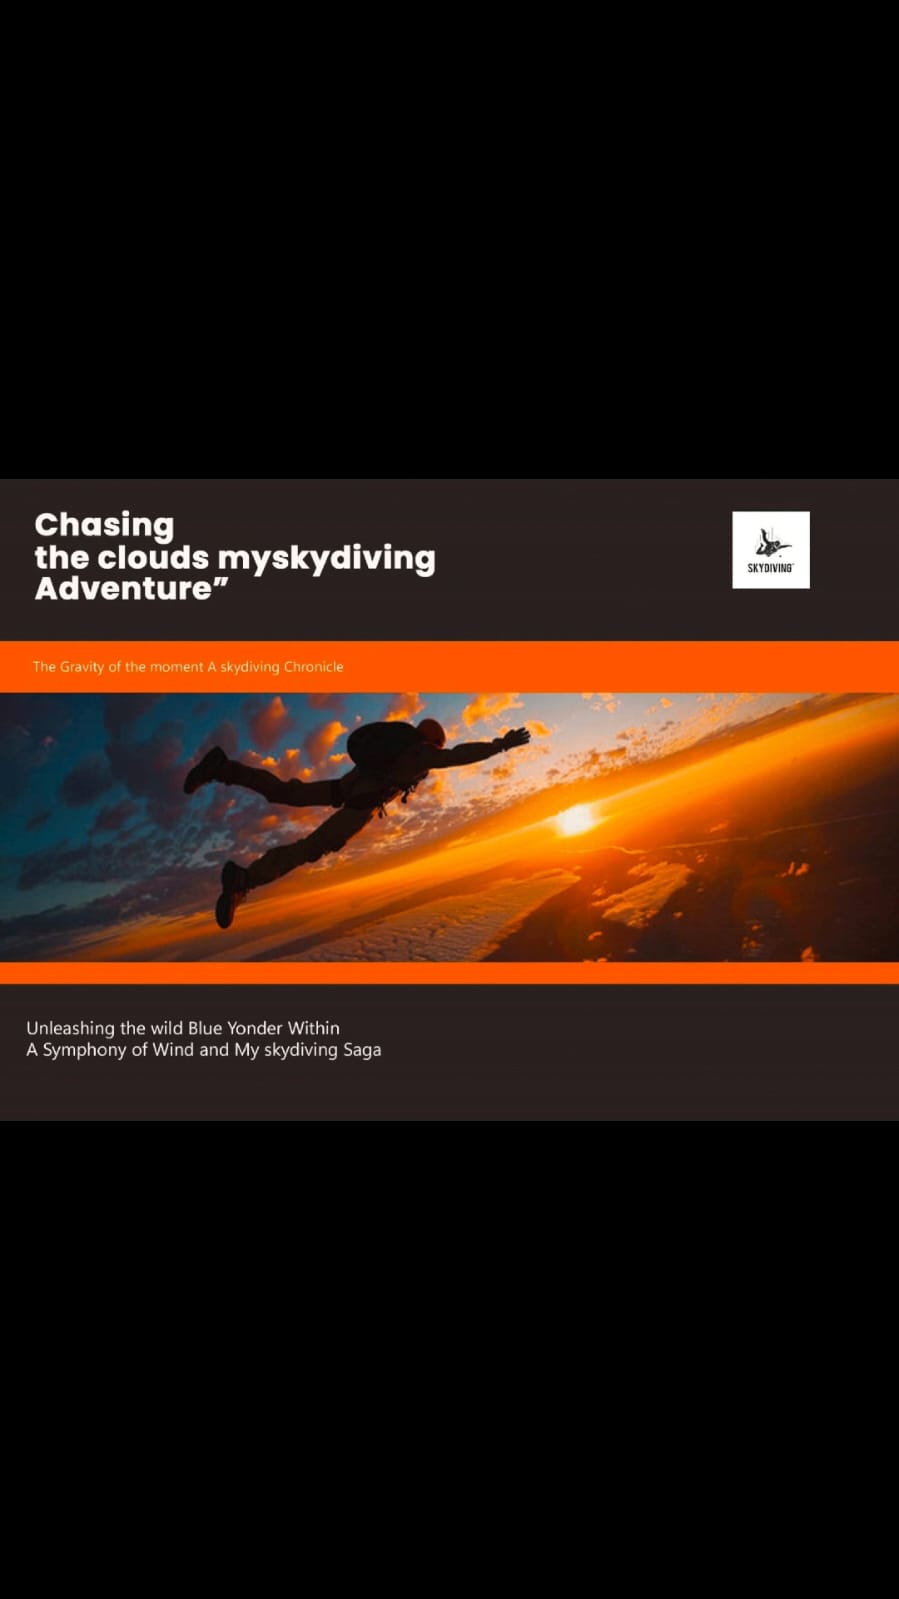 Chasing
the clouds myskydiving
Adventure”
SKYDIVING
The Gravity of the moment A skydiving Chronicle
Unleashing the wild Blue Yonder Within
A Symphony of Wind and My skydiving Saga